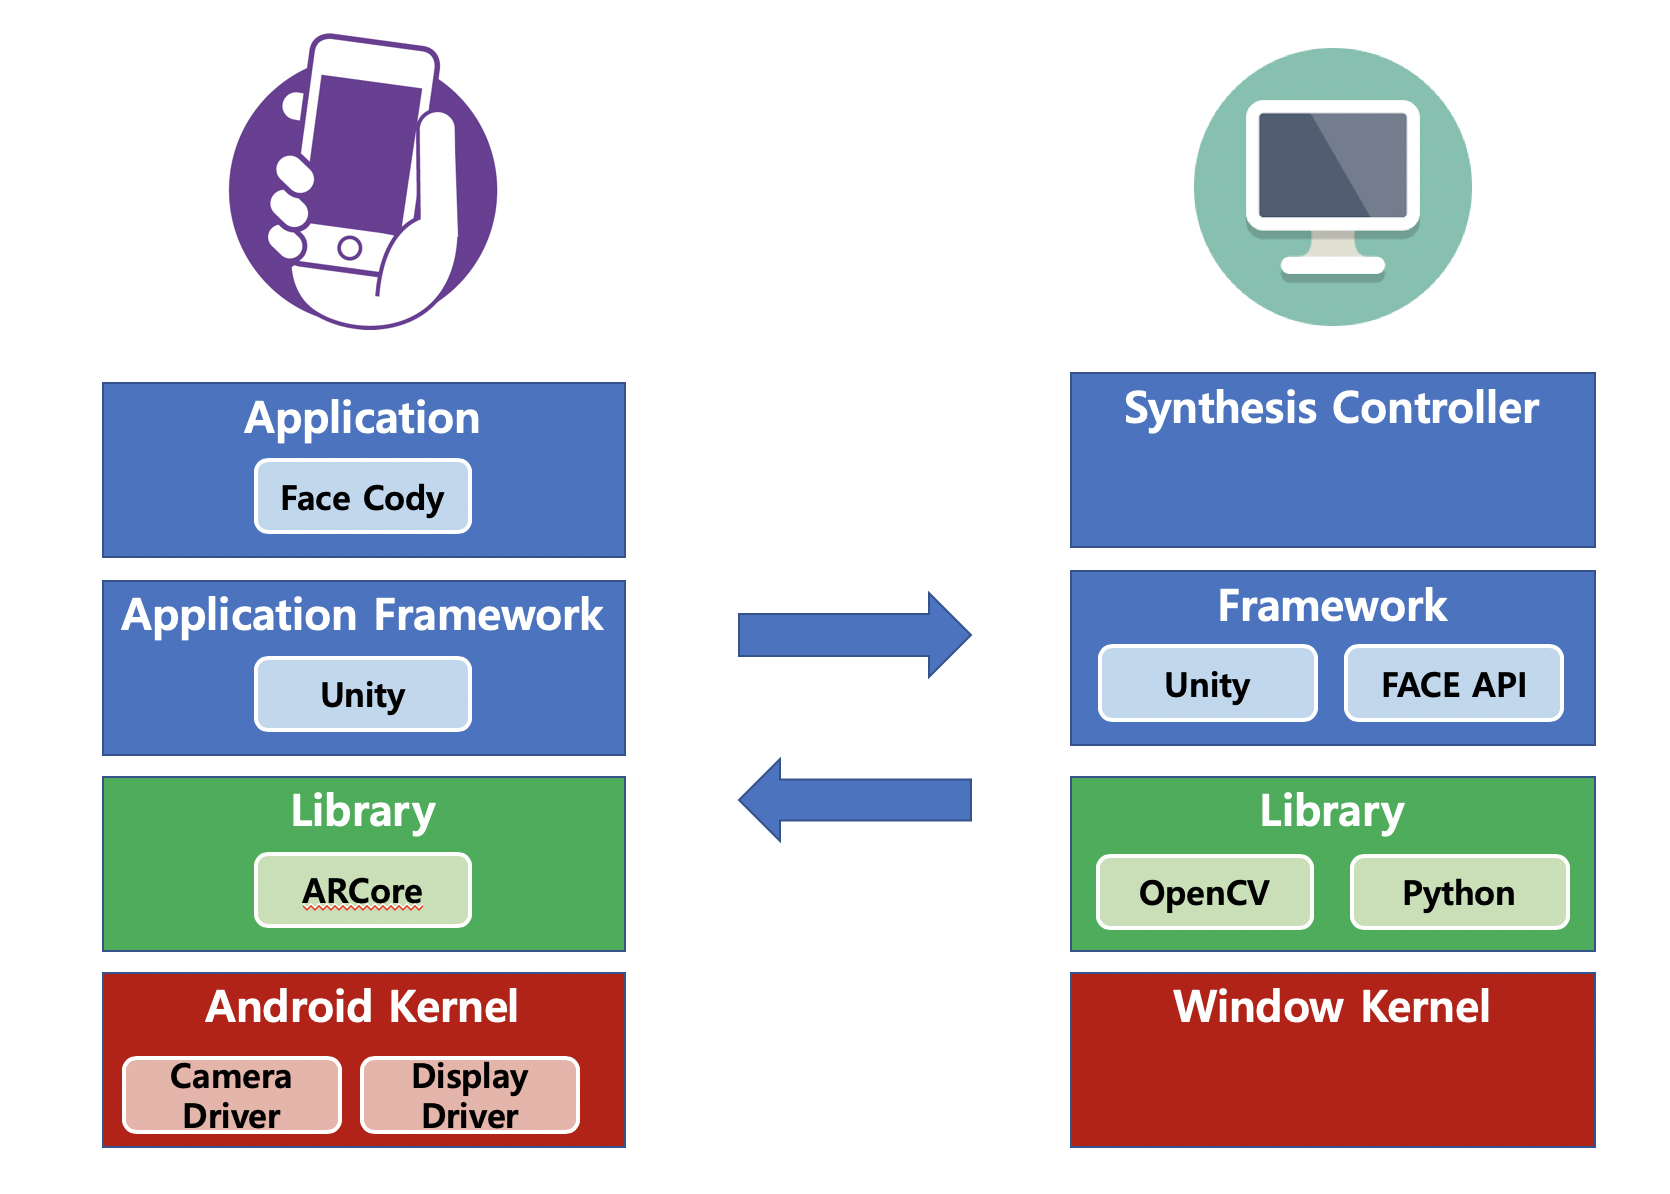 Application
Face Cody
Application Framework
Unity
Library
ARCore
Android Kernel
Camera
Driver
Display
Driver
Synthesis Controller
Framework
Unity
FACE API
Library
OpenCV
Python
Window Kernel